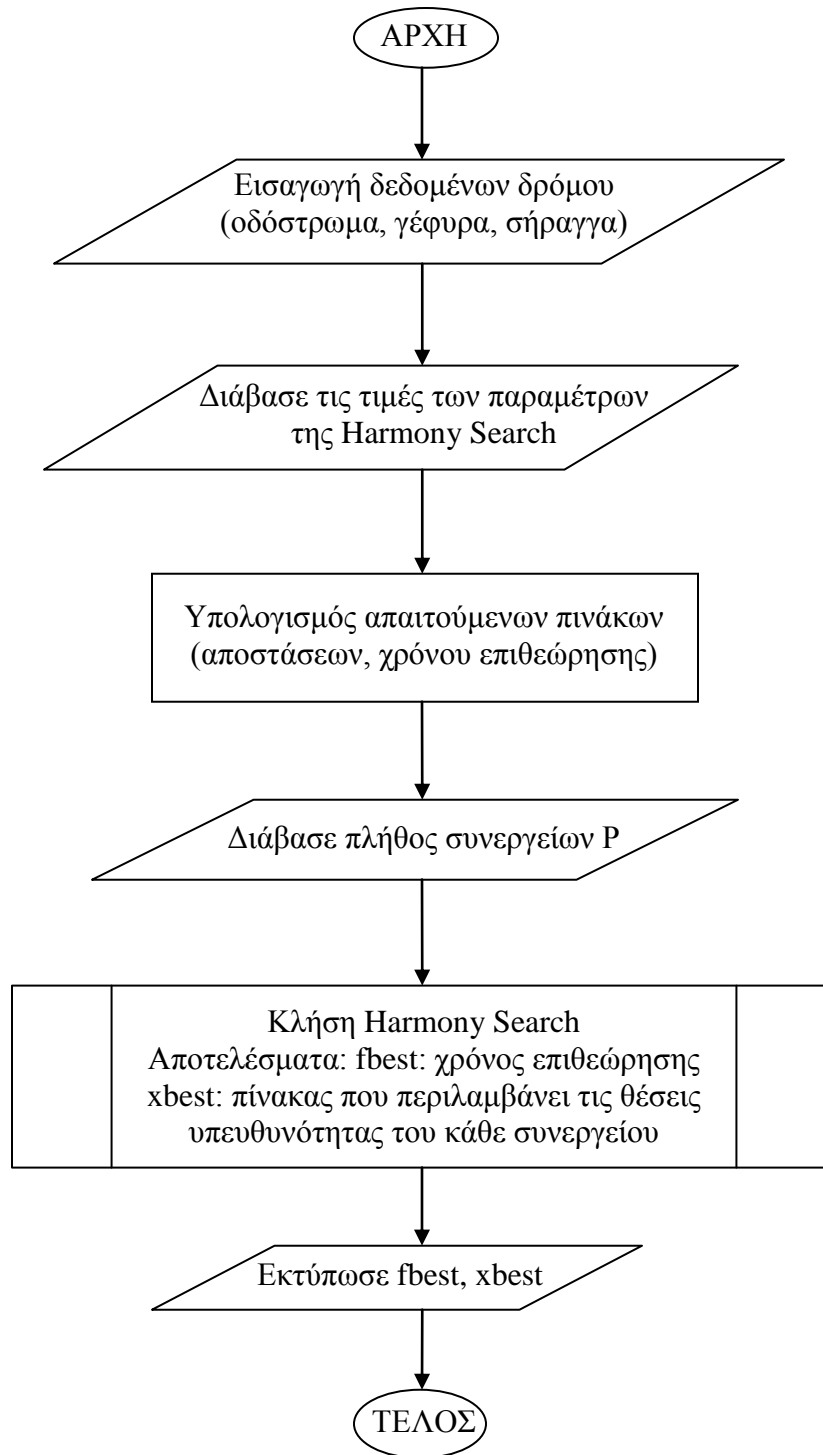 ΑΡΧΗ
Εισαγωγή δεδομένων δρόμου
(οδόστρωμα, γέφυρα, σήραγγα)
Διάβασε τις τιμές των παραμέτρων
της Harmony Search
Υπολογισμός απαιτούμενων πινάκων
(αποστάσεων, χρόνου επιθεώρησης)
Διάβασε πλήθος συνεργείων P
Κλήση Harmony Search
Αποτελέσματα: fbest: χρόνος επιθεώρησης
xbest: πίνακας που περιλαμβάνει τις θέσεις
υπευθυνότητας του κάθε συνεργείου
Εκτύπωσε fbest, xbest
ΤΕΛΟΣ